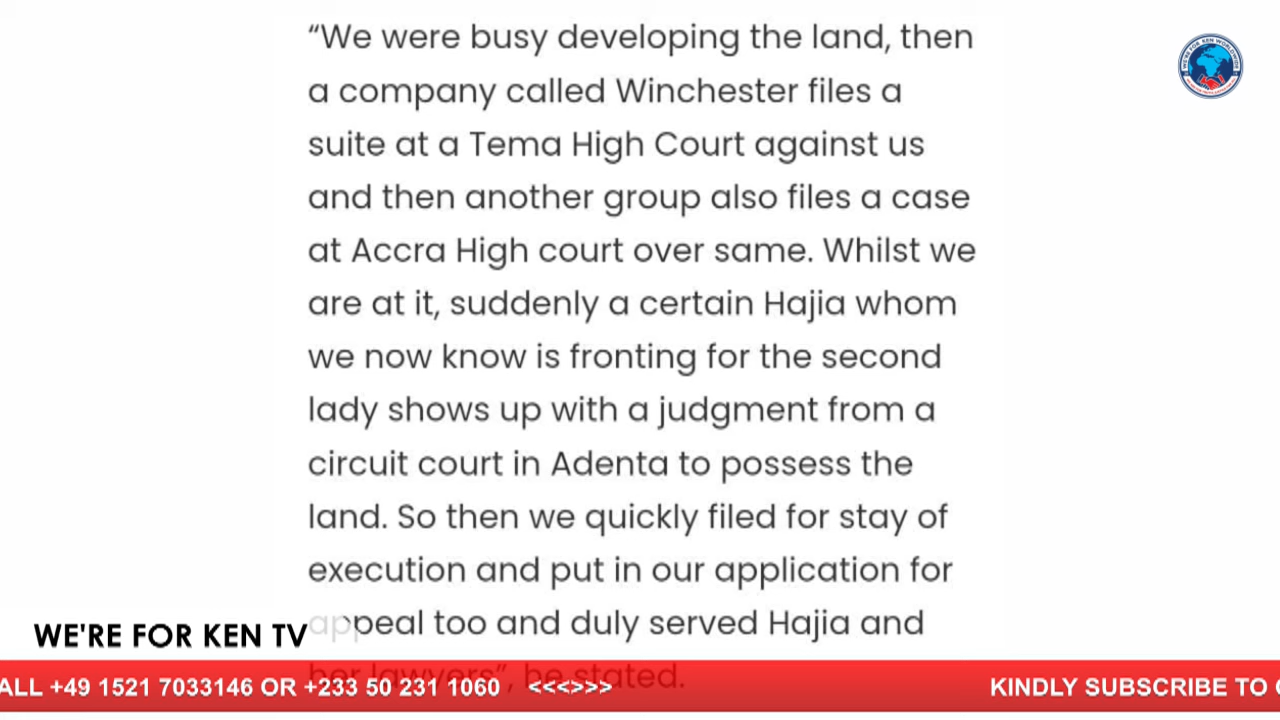 “We were busy developing the land, then
a company called Winchester files a
suite at a Tema High Court against us
and then another group also files a case
at Accra High court over same. Whilst we
are at it, suddenly a certain Hajia whom
we now know is fronting for the second
lady shows up with a judgment from a
circuit court in Adenta to possess the
land. So then we quickly filed for stay of
execution and put in our application for
appeal too and duly served Hajia and
her lawyers”, he stated.
WE'RE FOR KEN TV
ALL +49 1521 7033146 OR +233 50 231 1060 <<<>>> KINDLY SUBSCRIBE TO